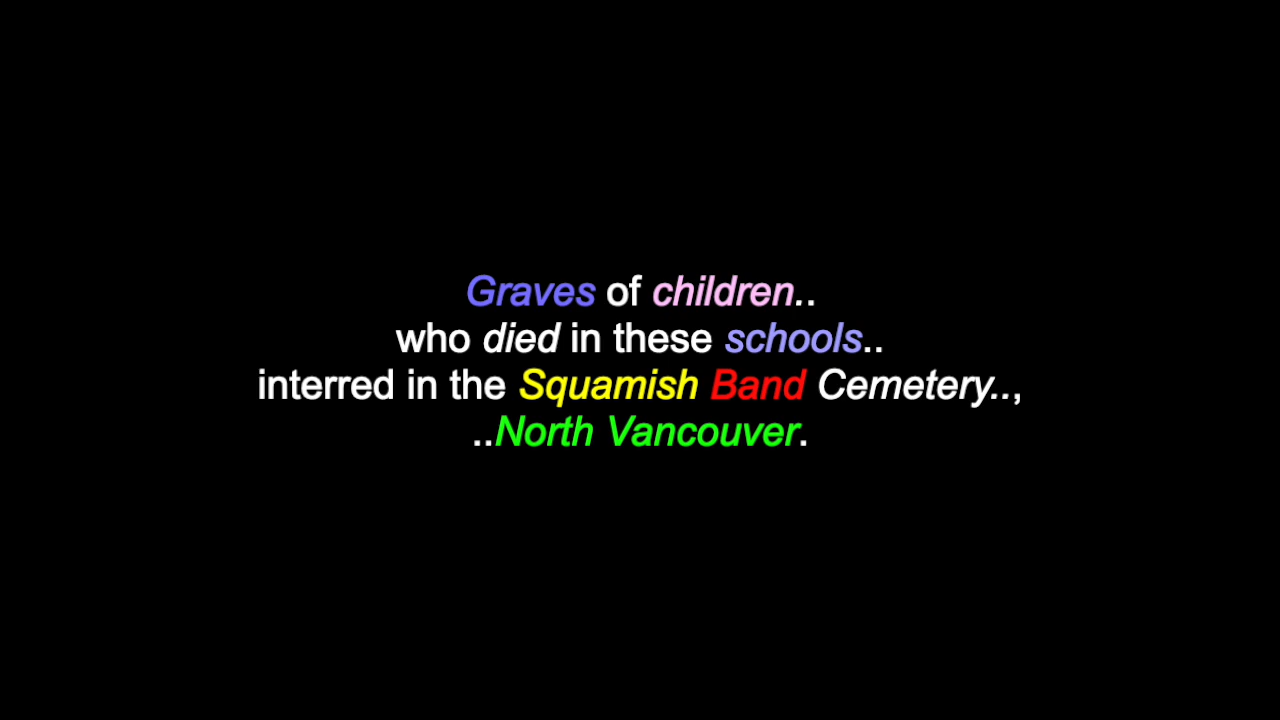 Graves of children..
who died in these schools..
interred in the Squamish Band Cemetery..,
..North Vancouver.